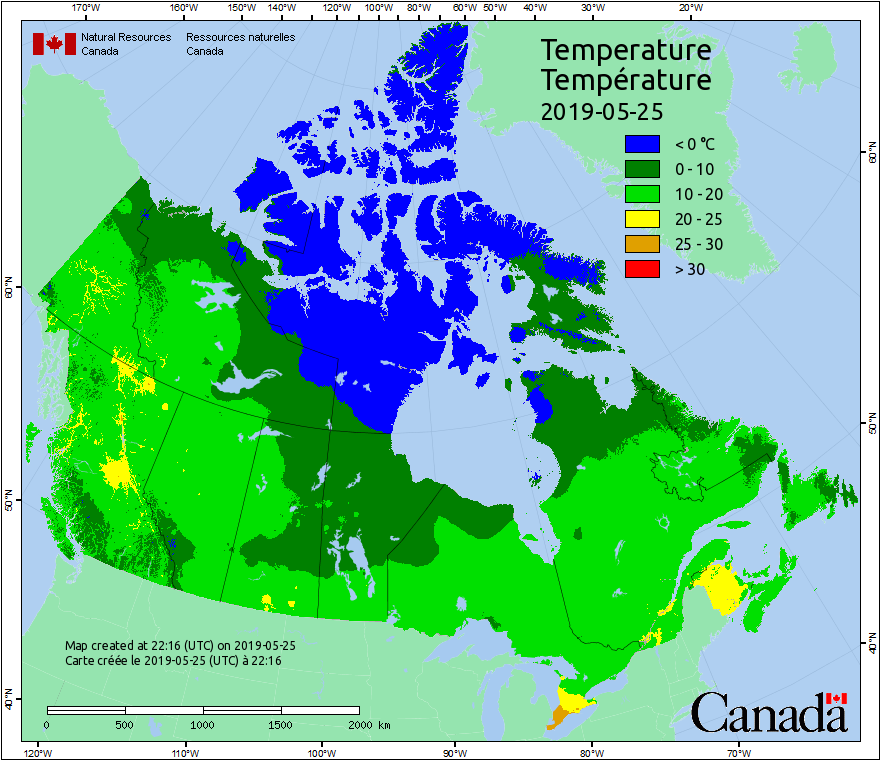 170°W 160°W 150°W 140°W 120°W 100°W 80°W 60°W 50°W 40°W 30°W 20°W
Natural Resources Ressources naturelles
Canada Canada
Temperature
Température
2019-05-25
< 0 °C
0 - 10
10 - 20
20 - 25
25 - 30
> 30
60°N 60°N
50°N 50°N
40°N 40°N
Map created at 22:16 (UTC) on 2019-05-25
Carte créée le 2019-05-25 (UTC) à 22:16
0 500 1000 1500 2000 km
Canada
120°W 110°W 100°W 90°W 80°W 70°W